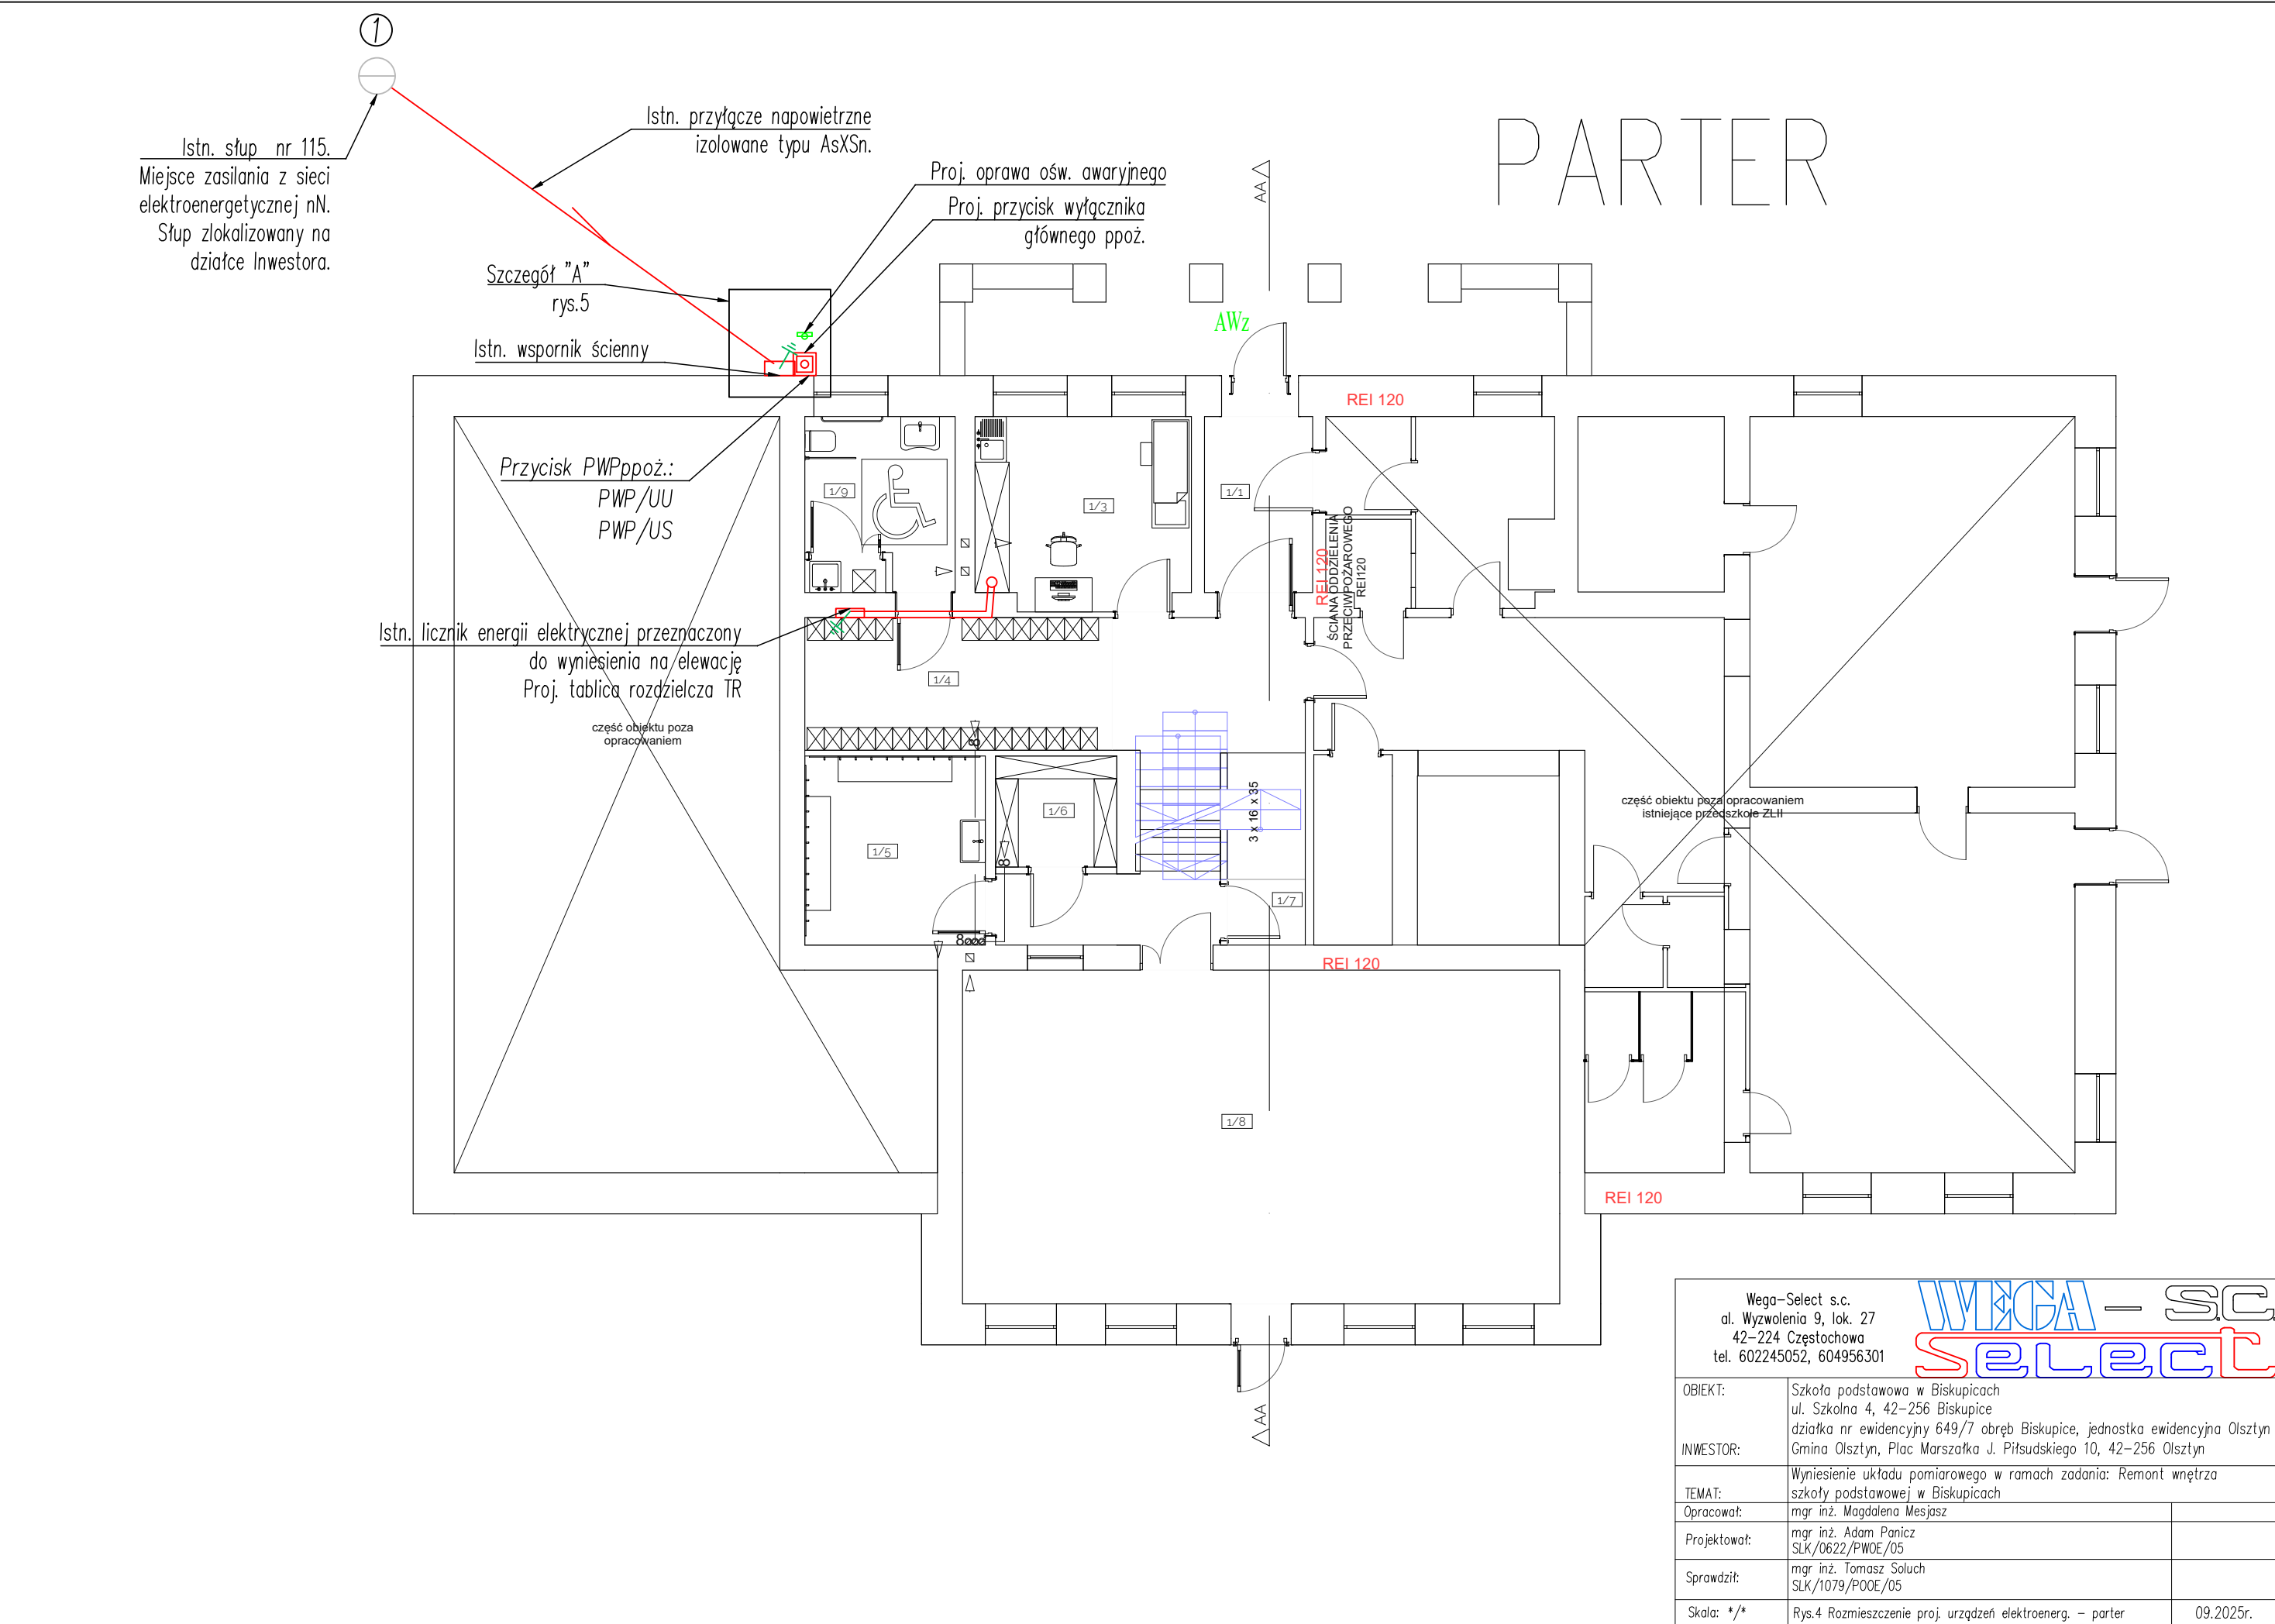 1
PARTER
Istn. słup nr 115.
Miejsce zasilania z sieci
elektroenergetycznej nN.
Słup zlokalizowany na
działce Inwestora.
Istn. przyłącze napowietrzne
izolowane typu AsXSn.
Proj. oprawa ośw. awaryjnego
Proj. przycisk wyłącznika
głównego ppoż.
Szczegół "A"
rys.5
Istn. wspornik ścienny
AA
AWz
REI 120
Przycisk PWPppoż.:
PWP/UU
PWP/US
1/9
1/3
1/1
REI 120
ŚCIANA ODDZIELENIA
PRZECIWPOŻAROWEGO
REI120
Istn. licznik energii elektrycznej przeznaczony
do wyniesienia na elewację
Proj. tablica rozdzielcza TR
1/4
część obiektu poza
opracowaniem
8
1/6
3 x 16 x 35
część obiektu poza opracowaniem
istniejące przedszkole ZLII
1/5
8
1/7
REI 120
1/8
REI 120
AA
Wega-Select s.c.
al. Wyzwolenia 9, lok. 27
42-224 Częstochowa
tel. 602245052, 604956301
WEGA - s.c.
Select
OBIEKT:
Szkoła podstawowa w Biskupicach
ul. Szkolna 4, 42-256 Biskupice
działka nr ewidencyjny 649/7 obręb Biskupice, jednostka ewidencyjna Olsztyn
INWESTOR: Gmina Olsztyn, Plac Marszałka J. Piłsudskiego 10, 42-256 Olsztyn
Wyniesienie układu pomiarowego w ramach zadania: Remont wnętrza
TEMAT: szkoły podstawowej w Biskupicach
Opracował: mgr inż. Magdalena Mesjasz
Projektował: mgr inż. Adam Panicz
SLK/0622/PWOE/05
Sprawdził: mgr inż. Tomasz Soluch
SLK/1079/POOE/05
Skala: */* Rys.4 Rozmieszczenie proj. urządzeń elektroenerg. - parter 09.2025r.